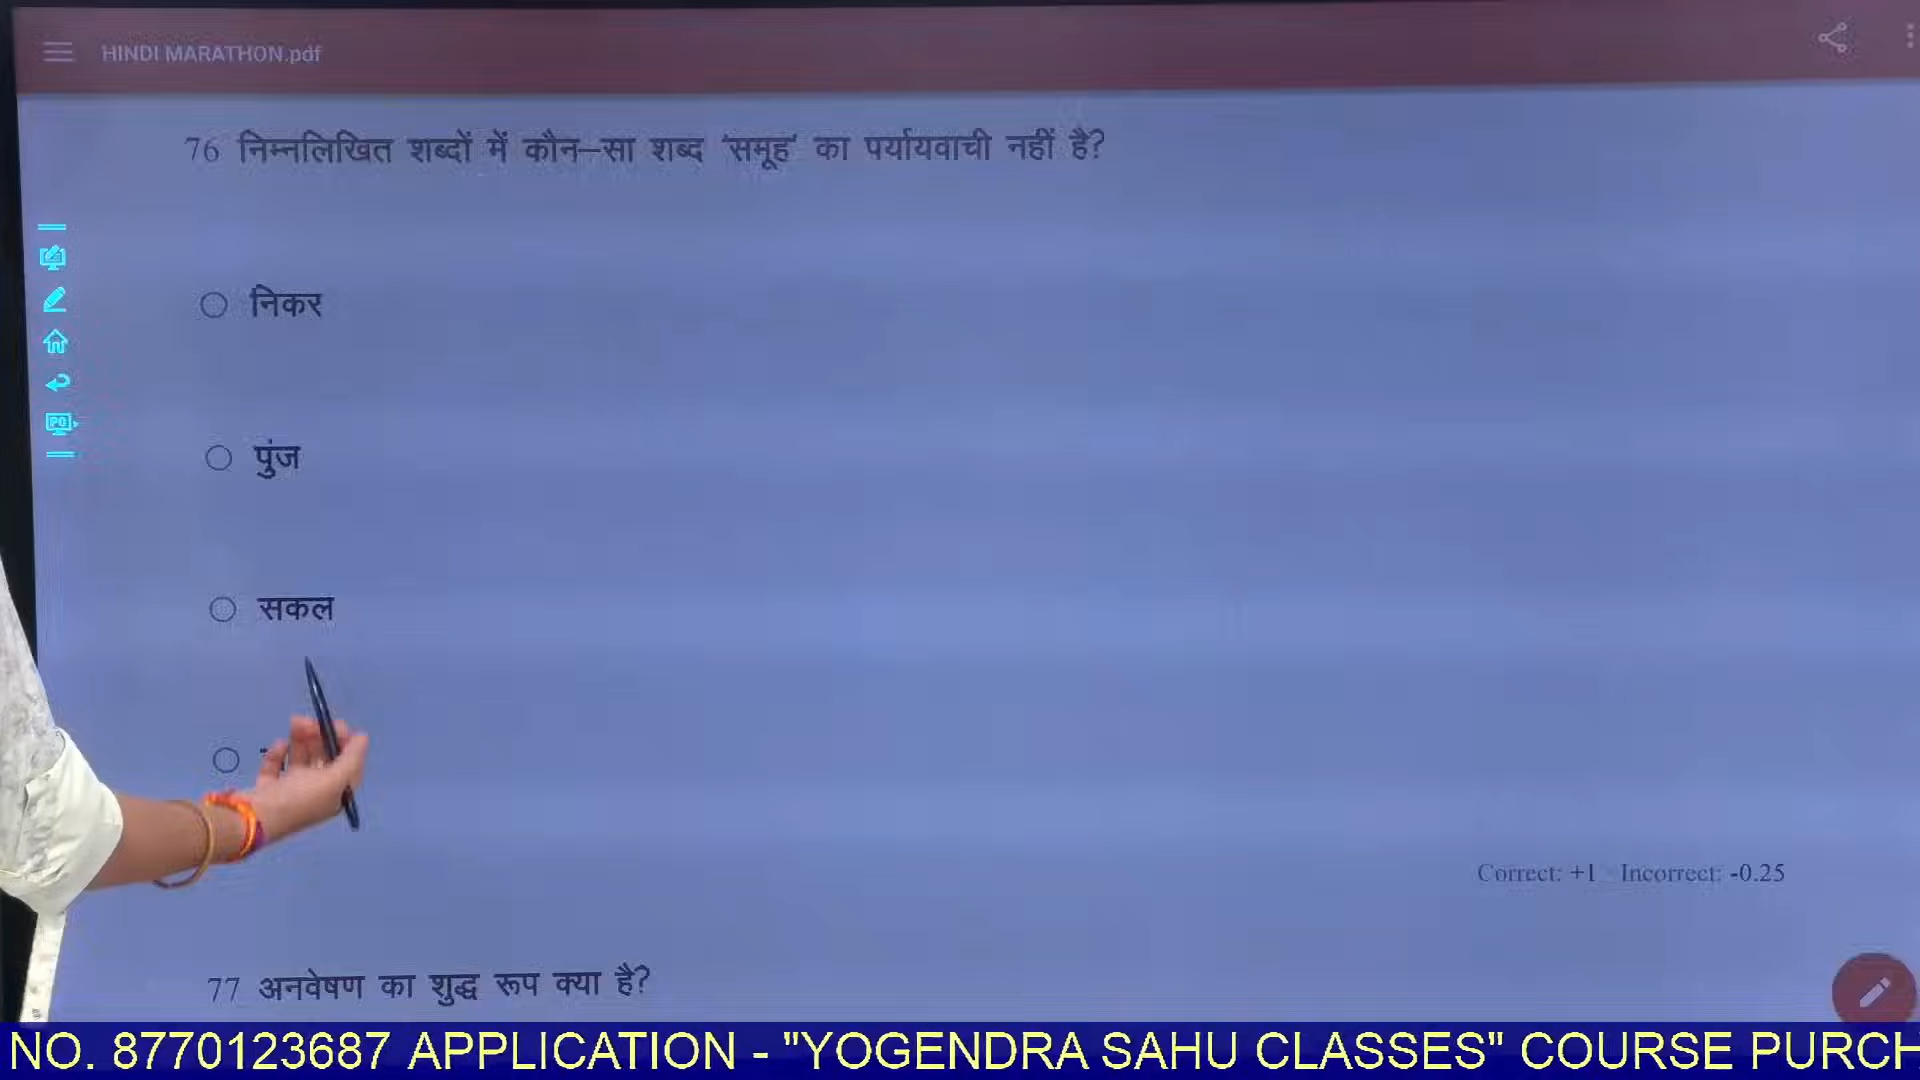 HINDI MARATHON.pdf
76 निम्नलिखित शब्दों में कौन–सा शब्द 'समूह' का पर्यायवाची नहीं है?
निकर
पुंज
सकल
Correct: +1 Incorrect: -0.25
77 अनवेषण का शुद्ध रूप क्या है?
NO. 8770123687 APPLICATION - "YOGENDRA SAHU CLASSES" COURSE PURCH